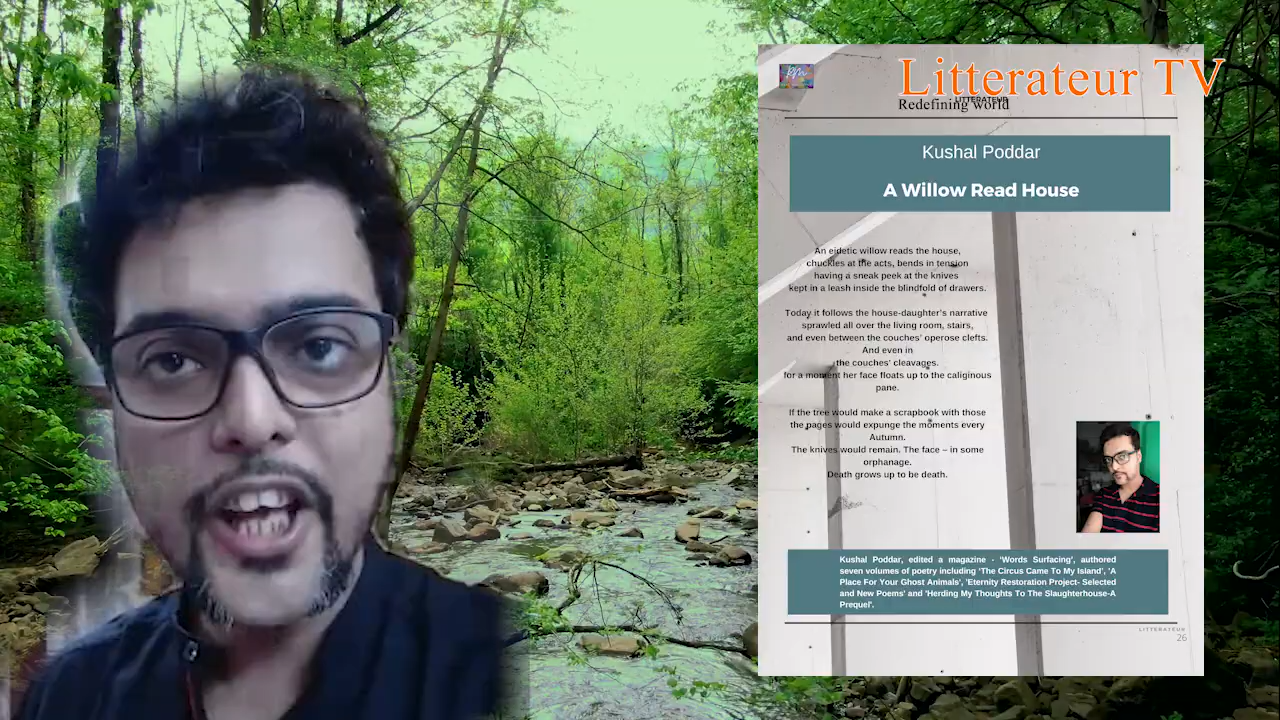 Litterateur TV
LITTERATEUR
Redefining world
Kushal Poddar
A Willow Read House
An eidetic willow reads the house,
chuckles at the acts, bends in tension
having a sneak peek at the knives
kept in a leash inside the blindfold of drawers.
Today it follows the house-daughter's narrative
sprawled all over the living room, stairs,
and even between the couches' operose clefts.
And even in
the couches' cleavages.
for a moment her face floats up to the caliginous
pane.
If the tree would make a scrapbook with those
the pages would expunge the moments every
Autumn.
The knives would remain. The face – in some
orphanage.
Death grows up to be death.
Kushal Poddar, edited a magazine - 'Words Surfacing', authored
seven volumes of poetry including 'The Circus Came To My Island', 'A
Place For Your Ghost Animals', 'Eternity Restoration Project- Selected
and New Poems' and 'Herding My Thoughts To The Slaughterhouse-A
Prequel'.
LITTERATEUR
26